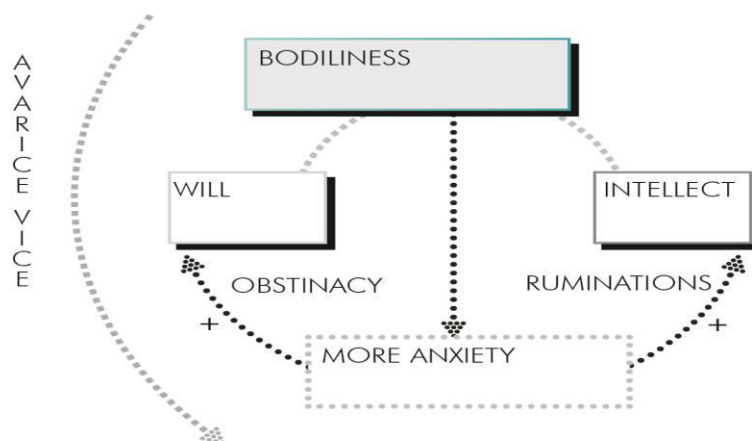 AVARICE VICE
BODILINESS
WILL
INTELLECT
OBSTINACY
RUMINATIONS
+
+
MORE ANXIETY